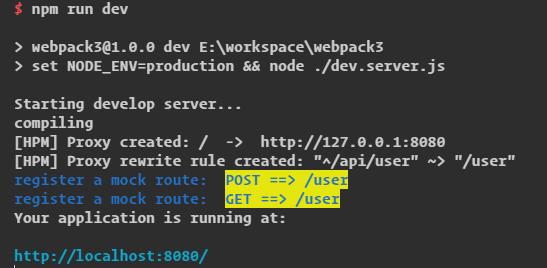 $ npm run dev
> webpack3@1.0.0 dev E:\workspace\webpack3
> set NODE_ENV=production && node ./dev.server.js
Starting develop server...
compiling
[HPM] Proxy created: /  ->  http://127.0.0.1:8080
[HPM] Proxy rewrite rule created: "^/api/user" ~> "/user"
register a mock route:  POST ==> /user
register a mock route:  GET ==> /user
Your application is running at:
http://localhost:8080/